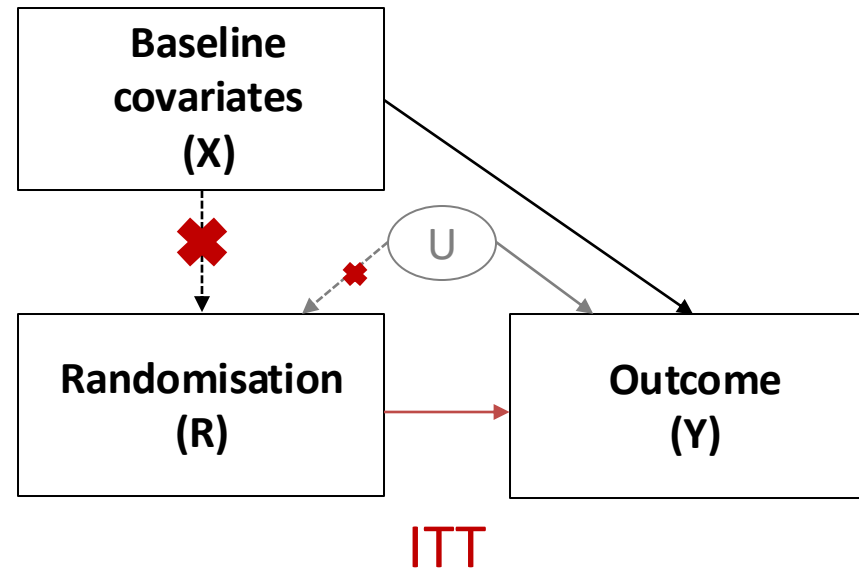 Baseline
covariates
(X)
U
Randomisation
(R)
Outcome
(Y)
ITT